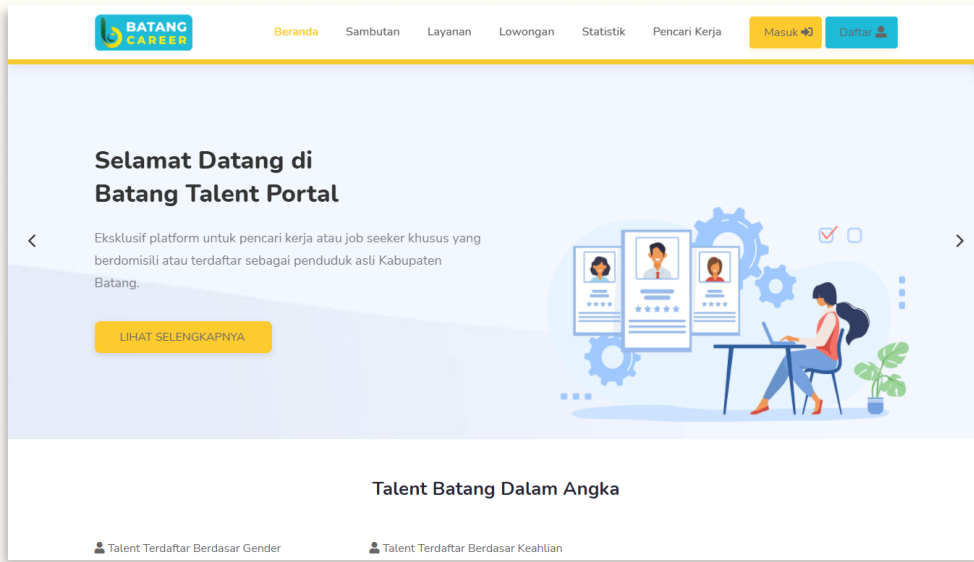 BATANG
CAREER
Beranda Sambutan Layanan Lowongan Statistik Pencari Kerja Masuk Daftar
Selamat Datang di
Batang Talent Portal
Eksklusif platform untuk pencari kerja atau job seeker khusus yang
berdomisili atau terdaftar sebagai penduduk asli Kabupaten
Batang.
LIHAT SELENGKAPNYA
Talent Batang Dalam Angka
Talent Terdaftar Berdasar Gender Talent Terdaftar Berdasar Keahlian